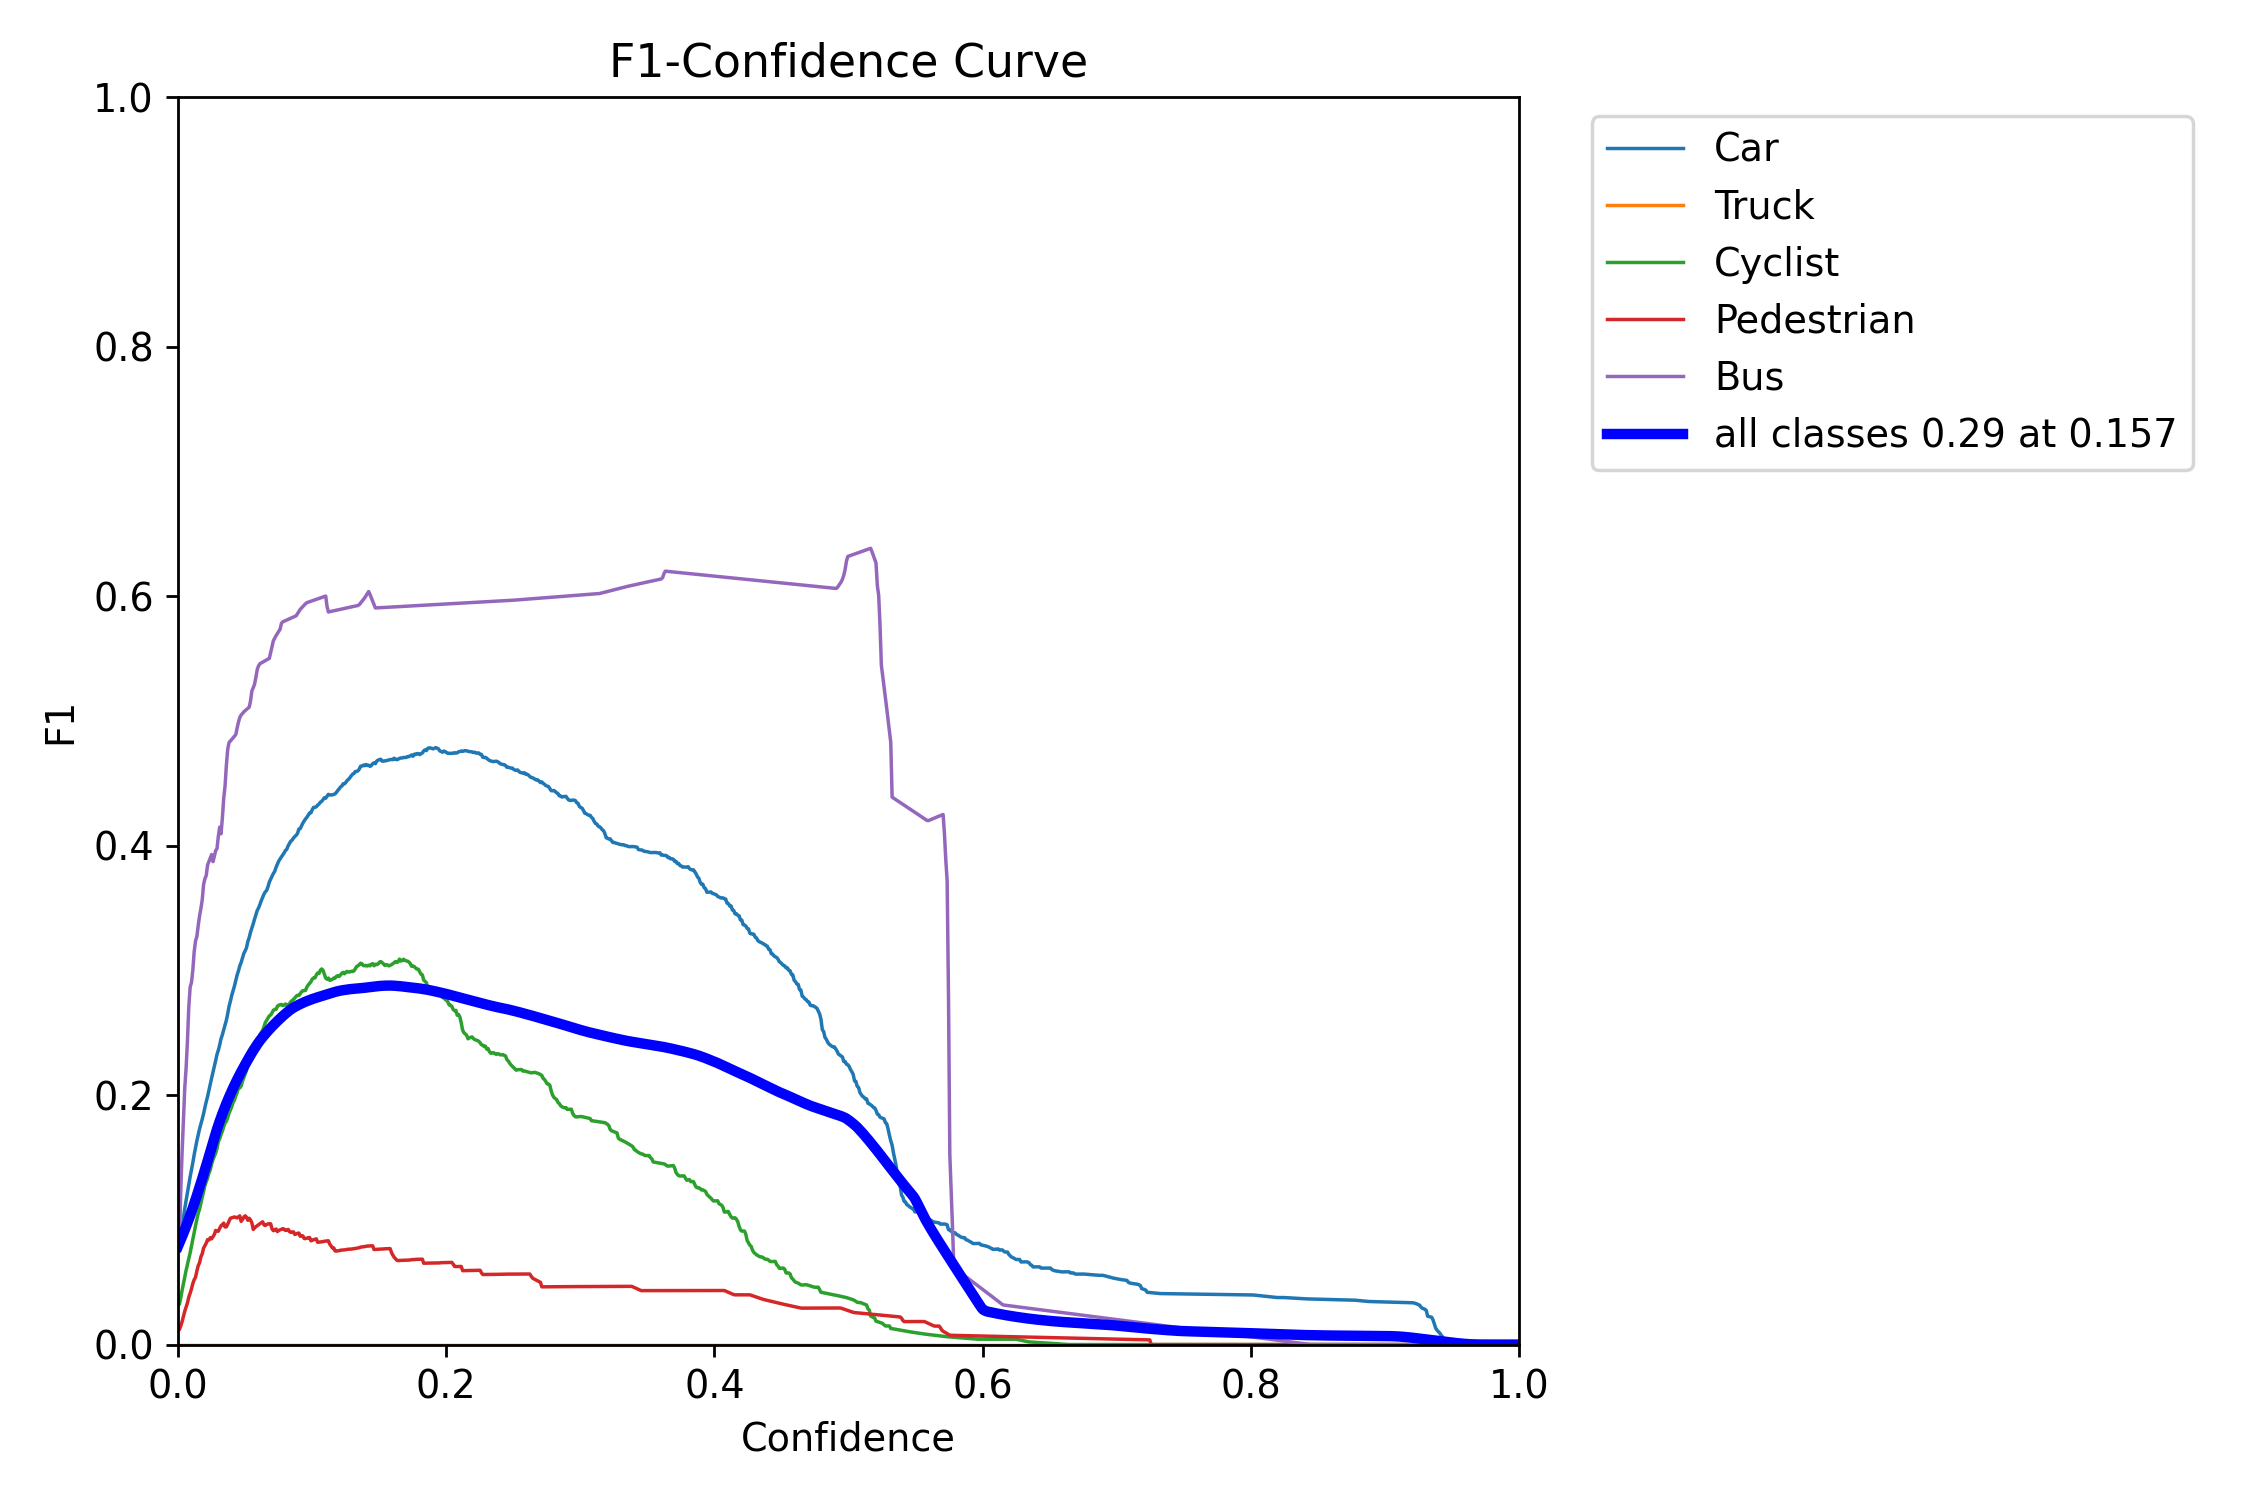 F1-Confidence Curve
1.0
0.8
0.6
0.4
0.2
0.0
F1
0.0 0.2 0.4 0.6 0.8 1.0
Confidence
Car
Truck
Cyclist
Pedestrian
Bus
all classes 0.29 at 0.157